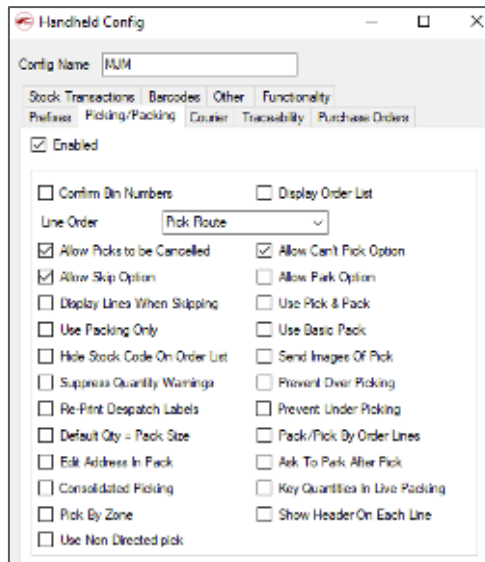 Handheld Config
Config Name MJM
Stock Transactions Barcodes Other Functionality
Prefixes Picking/Packing Courier Traceability Purchase Orders
Enabled
Confirm Bin Numbers Display Order List
Line Order Pick Route
Allow Picks to be Cancelled Allow Can't Pick Option
Allow Skip Option Allow Park Option
Display Lines When Skipping Use Pick & Pack
Use Packing Only Use Basic Pack
Hide Stock Code On Order List Send Images Of Pick
Suppress Quantity Warnings Prevent Over Picking
Re-Print Despatch Labels Prevent Under Picking
Default Qty = Pack Size Pack/Pick By Order Lines
Edit Address In Pack Ask To Park After Pick
Consolidated Picking Key Quantities In Live Packing
Pick By Zone Show Header On Each Line
Use Non Directed pick